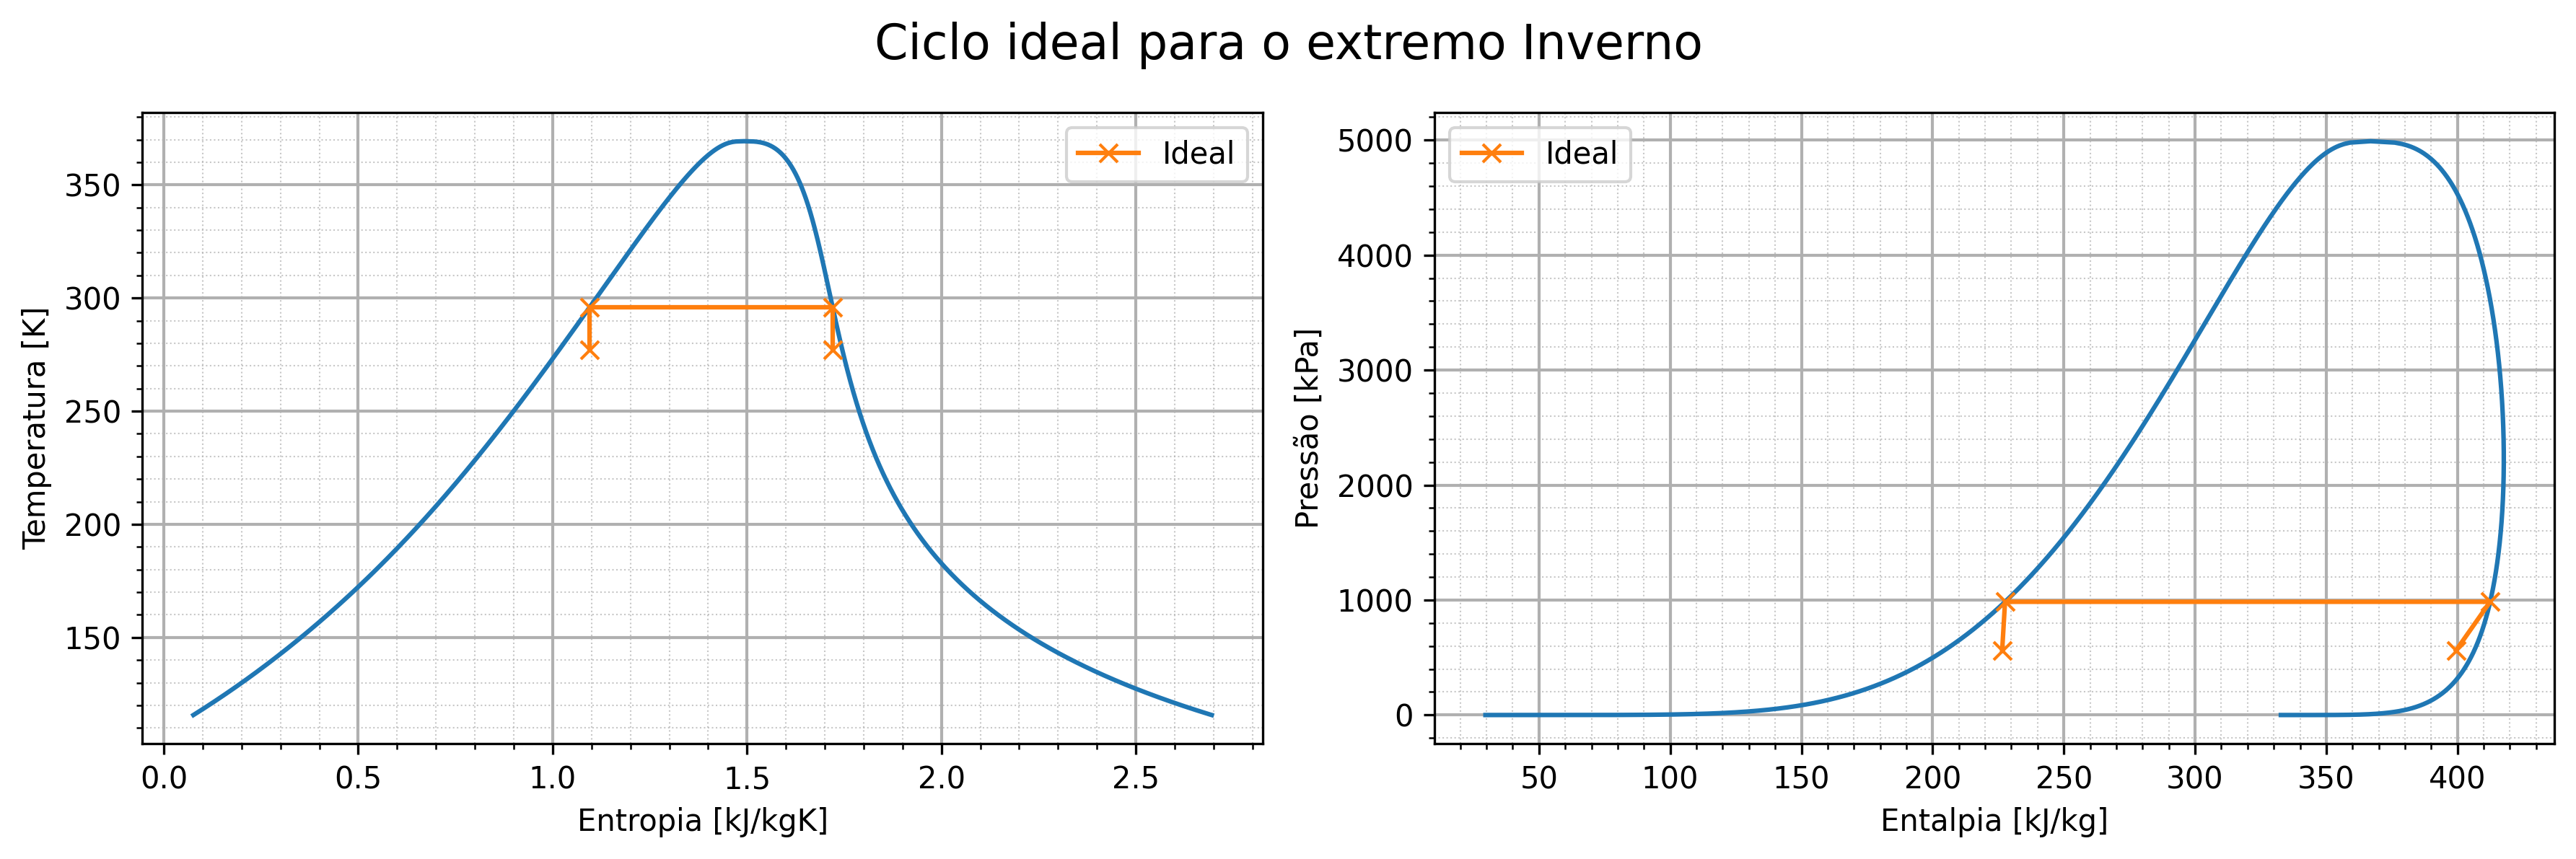 Ciclo ideal para o extremo Inverno
Ideal
350
300
250
200
150
Temperatura [K]
0.0 0.5 1.0 1.5 2.0 2.5
Entropia [kJ/kgK]
Ideal
5000
4000
3000
2000
1000
0
Pressão [kPa]
50 100 150 200 250 300 350 400
Entalpia [kJ/kg]